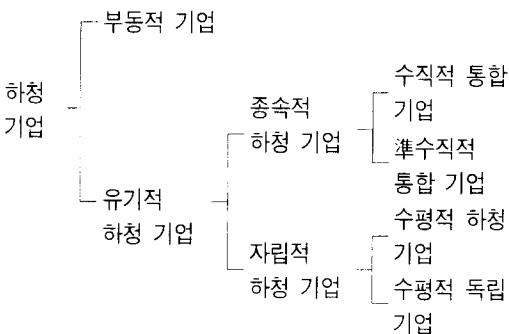 하청
기업
부동적 기업
유기적
하청 기업
종속적
하청 기업
자립적
하청 기업
수직적 통합
기업
準수직적
통합 기업
수평적 하청
기업
수평적 독립
기업